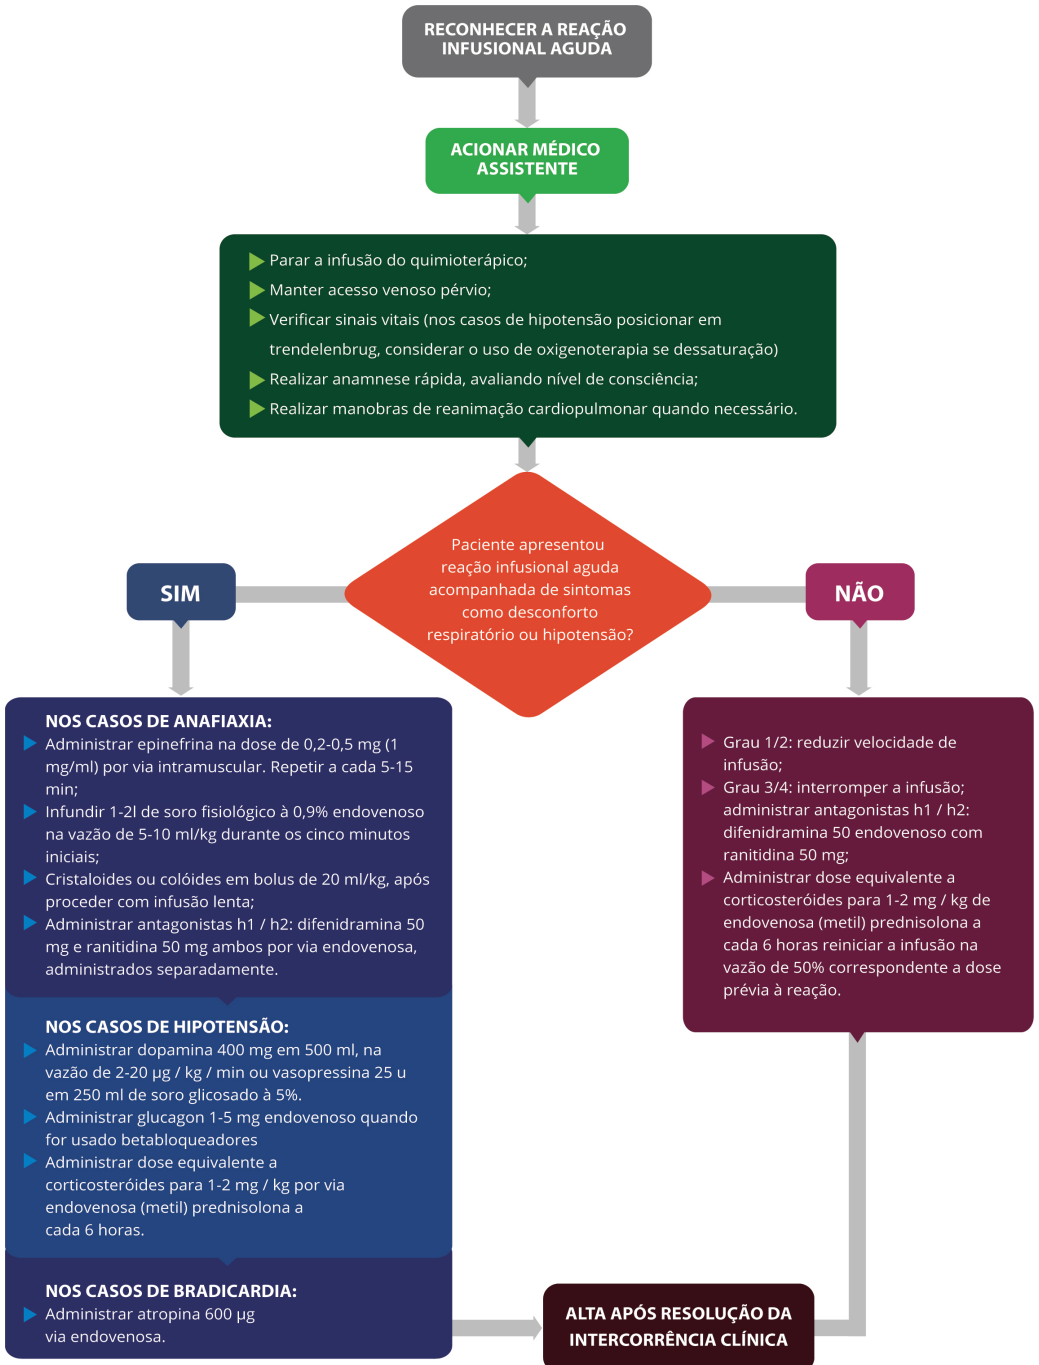 RECONHECER A REAÇÃO
INFUSIONAL AGUDA
ACIONAR MÉDICO
ASSISTENTE
Parar a infusão do quimioterápico;
Manter acesso venoso pérvio;
Verificar sinais vitais (nos casos de hipotensão posicionar em
trendelenbrug, considerar o uso de oxigenoterapia se dessaturação)
Realizar anamnese rápida, avaliando nível de consciência;
Realizar manobras de reanimação cardiopulmonar quando necessário.
Paciente apresentou
reação infusional aguda
acompanhada de sintomas
como desconforto
respiratório ou hipotensão?
SIM
NÃO
NOS CASOS DE ANAFIAXIA:
Administrar epinefrina na dose de 0,2-0,5 mg (1
mg/ml) por via intramuscular. Repetir a cada 5-15
min;
Infundir 1-2l de soro fisiológico à 0,9% endovenoso
na vazão de 5-10 ml/kg durante os cinco minutos
iniciais;
Cristaloides ou colóides em bolus de 20 ml/kg, após
proceder com infusão lenta;
Administrar antagonistas h1 / h2: difenidramina 50
mg e ranitidina 50 mg ambos por via endovenosa,
administrados separadamente.
NOS CASOS DE HIPOTENSÃO:
Administrar dopamina 400 mg em 500 ml, na
vazão de 2-20 µg / kg / min ou vasopressina 25 u
em 250 ml de soro glicosado à 5%.
Administrar glucagon 1-5 mg endovenoso quando
for usado betabloqueadores
Administrar dose equivalente a
corticosteróides para 1-2 mg / kg por via
endovenosa (metil) prednisolona a
cada 6 horas.
NOS CASOS DE BRADICARDIA:
Administrar atropina 600 µg
via endovenosa.
Grau 1/2: reduzir velocidade de
infusão;
Grau 3/4: interromper a infusão;
administrar antagonistas h1 / h2:
difenidramina 50 endovenoso com
ranitidina 50 mg;
Administrar dose equivalente a
corticosteróides para 1-2 mg / kg de
endovenosa (metil) prednisolona a
cada 6 horas reiniciar a infusão na
vazão de 50% correspondente a dose
prévia à reação.
ALTA APÓS RESOLUÇÃO DA
INTERCORRÊNCIA CLÍNICA